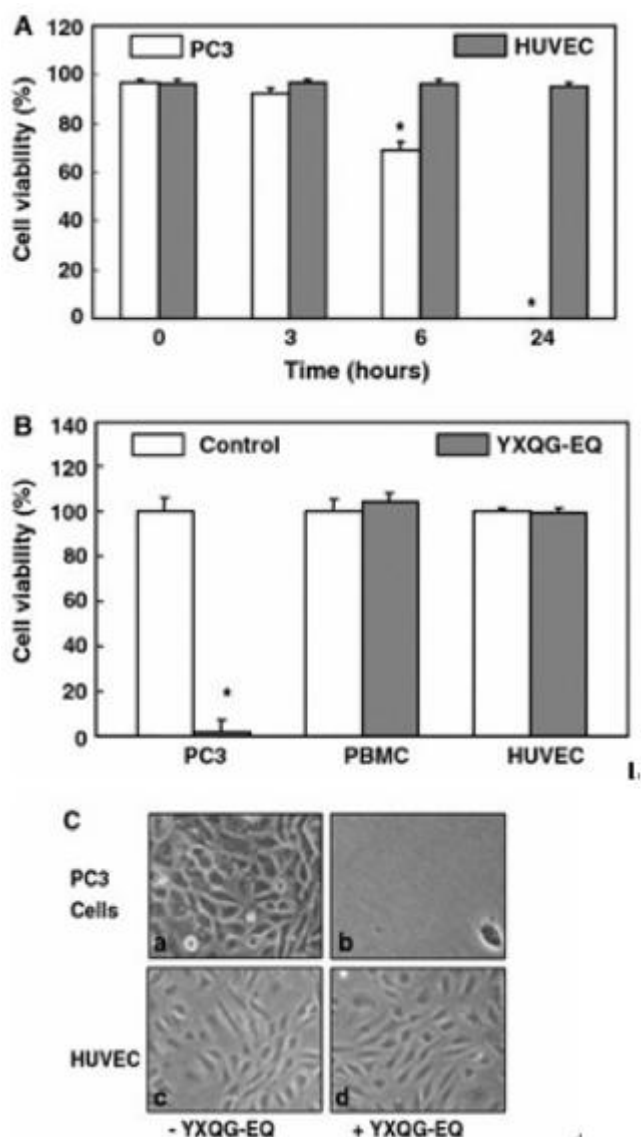 A
120
100
80
60
40
20
0
Cell viability (%)
PC3
HUVEC
*
*
0 3 6 24
Time (hours)
B
140
120
100
80
60
40
20
0
Cell viability (%)
Control
YXQG-EQ
*
PC3 PBMC HUVEC
C
PC3
Cells
a b
HUVEC
c d
- YXQG-EQ + YXQG-EQ